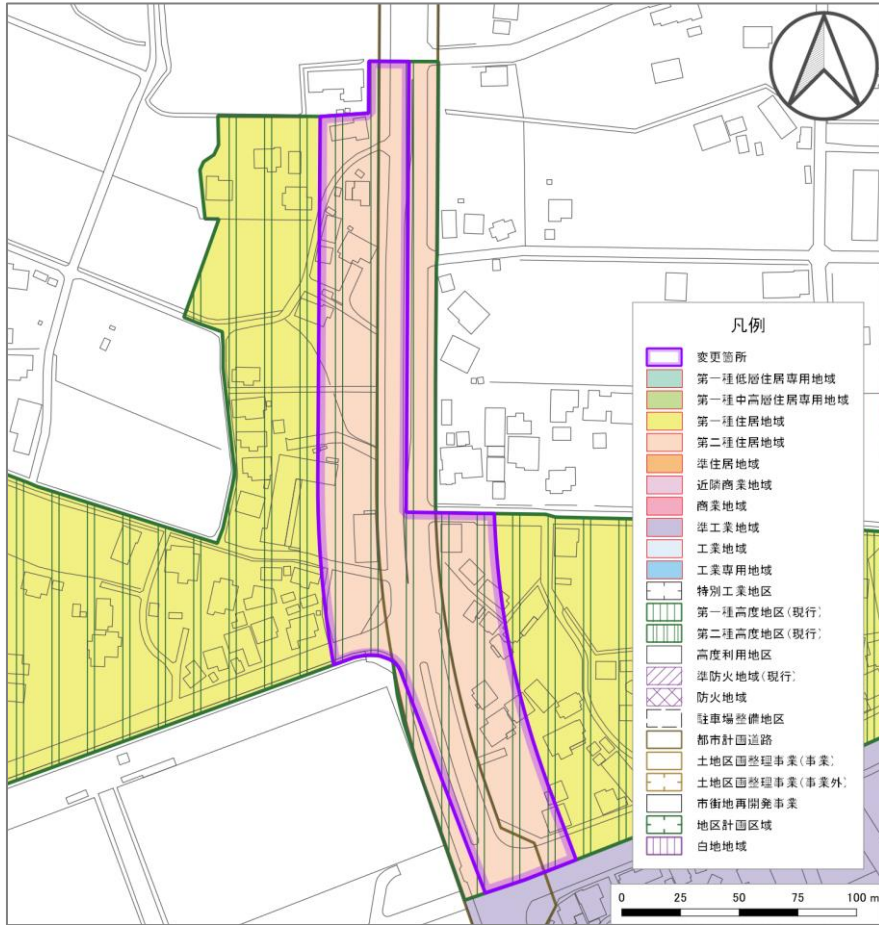 凡例
変更箇所
第一種低層住居専用地域
第一種中高層住居専用地域
第一種住居地域
第二種住居地域
準住居地域
近隣商業地域
商業地域
準工業地域
工業地域
工業専用地域
特別工業地区
第一種高度地区(現行)
第二種高度地区(現行)
高度利用地区
準防火地域(現行)
防火地域
駐車場整備地区
都市計画道路
土地区画整理事業(事業)
土地区画整理事業(事業外)
市街地再開発事業
地区計画区域
白地地域
0 25 50 75 100 m